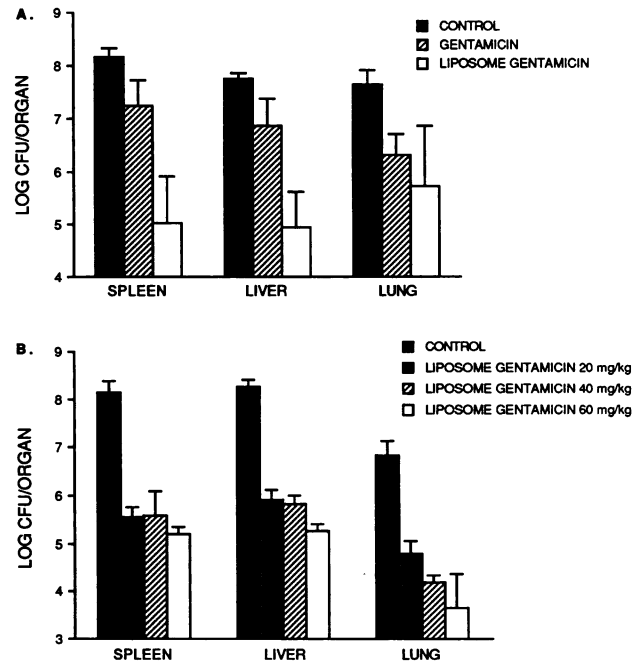 A.
CONTROL
GENTAMICIN
LIPOSOME GENTAMICIN
LOG CFU/ORGAN
9
8
7
6
5
4
SPLEEN LIVER LUNG
B.
CONTROL
LIPOSOME GENTAMICIN 20 mg/kg
LIPOSOME GENTAMICIN 40 mg/kg
LIPOSOME GENTAMICIN 60 mg/kg
LOG CFU/ORGAN
9
8
7
6
5
4
3
SPLEEN LIVER LUNG